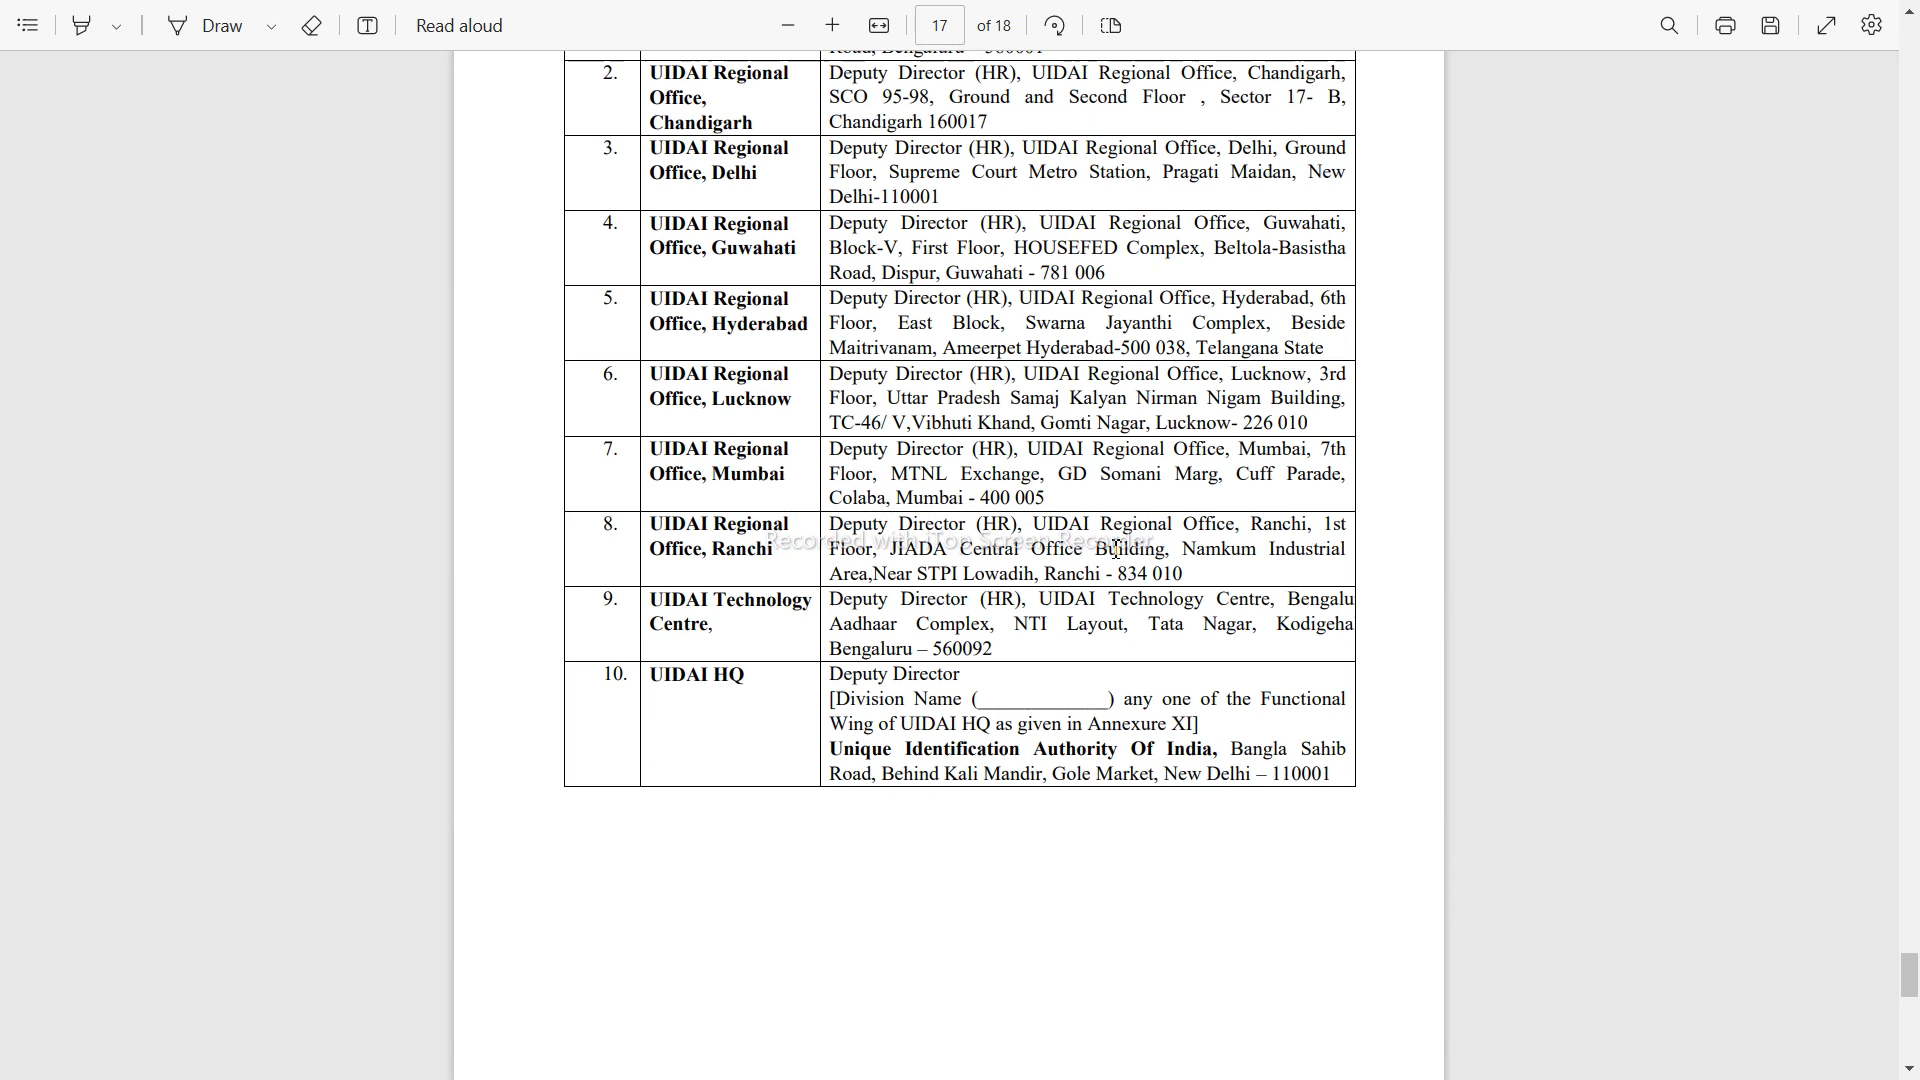 Draw
Read aloud
17 of 18
2. UIDAI Regional Deputy Director (HR), UIDAI Regional Office, Chandigarh,
Office, SCO 95-98, Ground and Second Floor , Sector 17- B,
Chandigarh Chandigarh 160017
3. UIDAI Regional Deputy Director (HR), UIDAI Regional Office, Delhi, Ground
Office, Delhi Floor, Supreme Court Metro Station, Pragati Maidan, New
Delhi-110001
4. UIDAI Regional Deputy Director (HR), UIDAI Regional Office, Guwahati,
Office, Guwahati Block-V, First Floor, HOUSEFED Complex, Beltola-Basistha
Road, Dispur, Guwahati - 781 006
5. UIDAI Regional Deputy Director (HR), UIDAI Regional Office, Hyderabad, 6th
Office, Hyderabad Floor, East Block, Swarna Jayanthi Complex, Beside
Maitrivanam, Ameerpet Hyderabad-500 038, Telangana State
6. UIDAI Regional Deputy Director (HR), UIDAI Regional Office, Lucknow, 3rd
Office, Lucknow Floor, Uttar Pradesh Samaj Kalyan Nirman Nigam Building,
TC-46/ V,Vibhuti Khand, Gomti Nagar, Lucknow- 226 010
7. UIDAI Regional Deputy Director (HR), UIDAI Regional Office, Mumbai, 7th
Office, Mumbai Floor, MTNL Exchange, GD Somani Marg, Cuff Parade,
Colaba, Mumbai - 400 005
8. UIDAI Regional Deputy Director (HR), UIDAI Regional Office, Ranchi, 1st
Office, Ranchi Floor, JIADA Central Office Building, Namkum Industrial
Recorded with iTop Screen Recorder
Area,Near STPI Lowadih, Ranchi - 834 010
9. UIDAI Technology Deputy Director (HR), UIDAI Technology Centre, Bengalu
Centre, Aadhaar Complex, NTI Layout, Tata Nagar, Kodigeha
Bengaluru – 560092
10. UIDAI HQ Deputy Director
[Division Name (_____________) any one of the Functional
Wing of UIDAI HQ as given in Annexure XI]
Unique Identification Authority Of India, Bangla Sahib
Road, Behind Kali Mandir, Gole Market, New Delhi – 110001